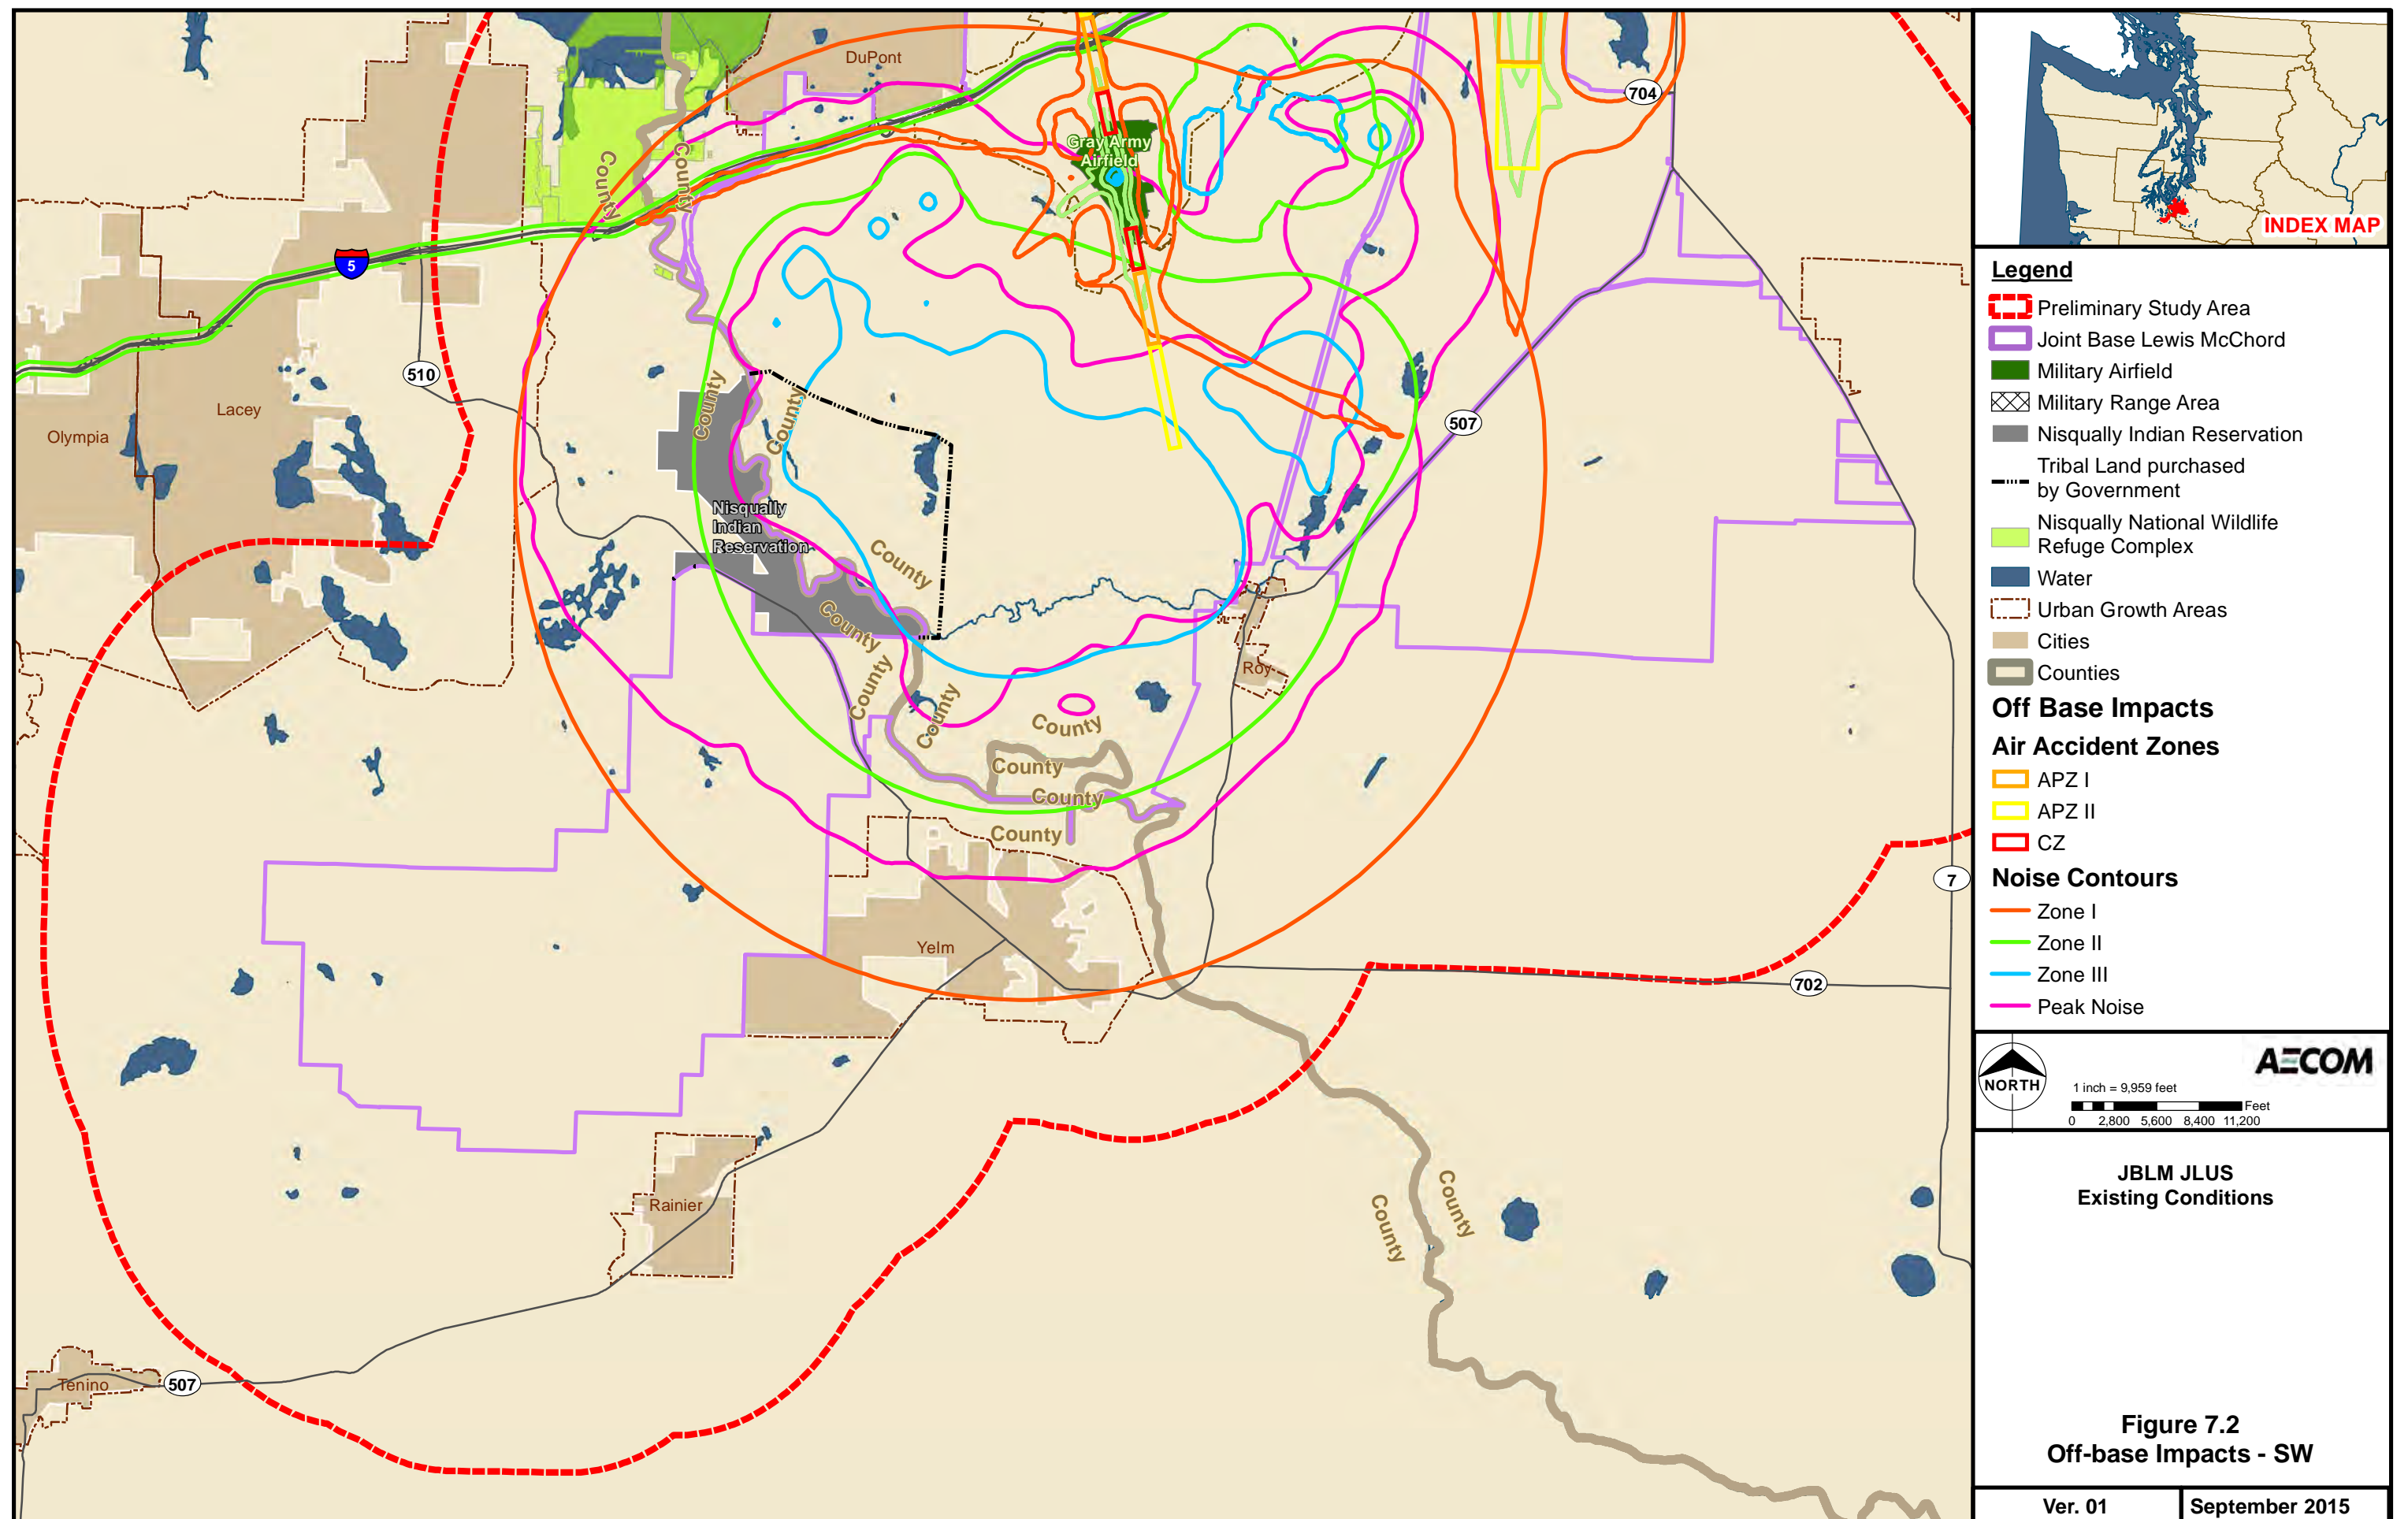 DuPont
704
Gray Army
Airfield
County
County
5
510
Lacey
Olympia
County
County
507
Nisqually
Indian
Reservation
County
County
County
County
Roy
County
County
County
County
Yelm
7
702
Rainier
County
County
Tenino
507
INDEX MAP
Legend
Preliminary Study Area
Joint Base Lewis McChord
Military Airfield
Military Range Area
Nisqually Indian Reservation
Tribal Land purchased
by Government
Nisqually National Wildlife
Refuge Complex
Water
Urban Growth Areas
Cities
Counties
Off Base Impacts
Air Accident Zones
APZ I
APZ II
CZ
Noise Contours
Zone I
Zone II
Zone III
Peak Noise
NORTH
AECOM
1 inch = 9,959 feet
Feet
0 2,800 5,600 8,400 11,200
JBLM JLUS
Existing Conditions
Figure 7.2
Off-base Impacts - SW
Ver. 01
September 2015